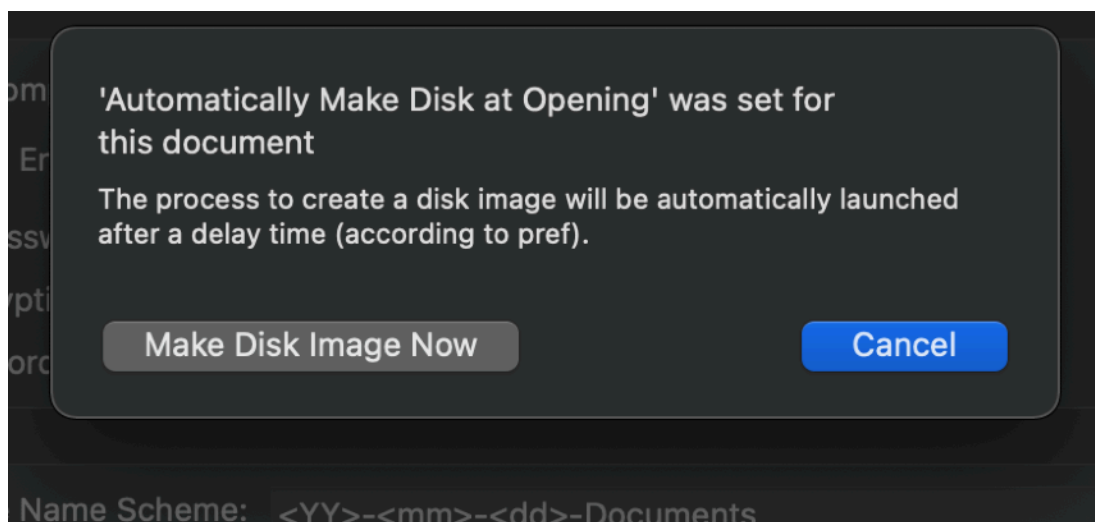 'Automatically Make Disk at Opening' was set for
this document
The process to create a disk image will be automatically launched
after a delay time (according to pref).
Make Disk Image Now
Cancel
Name Scheme: <YY>-<mm>-<dd>-Documents